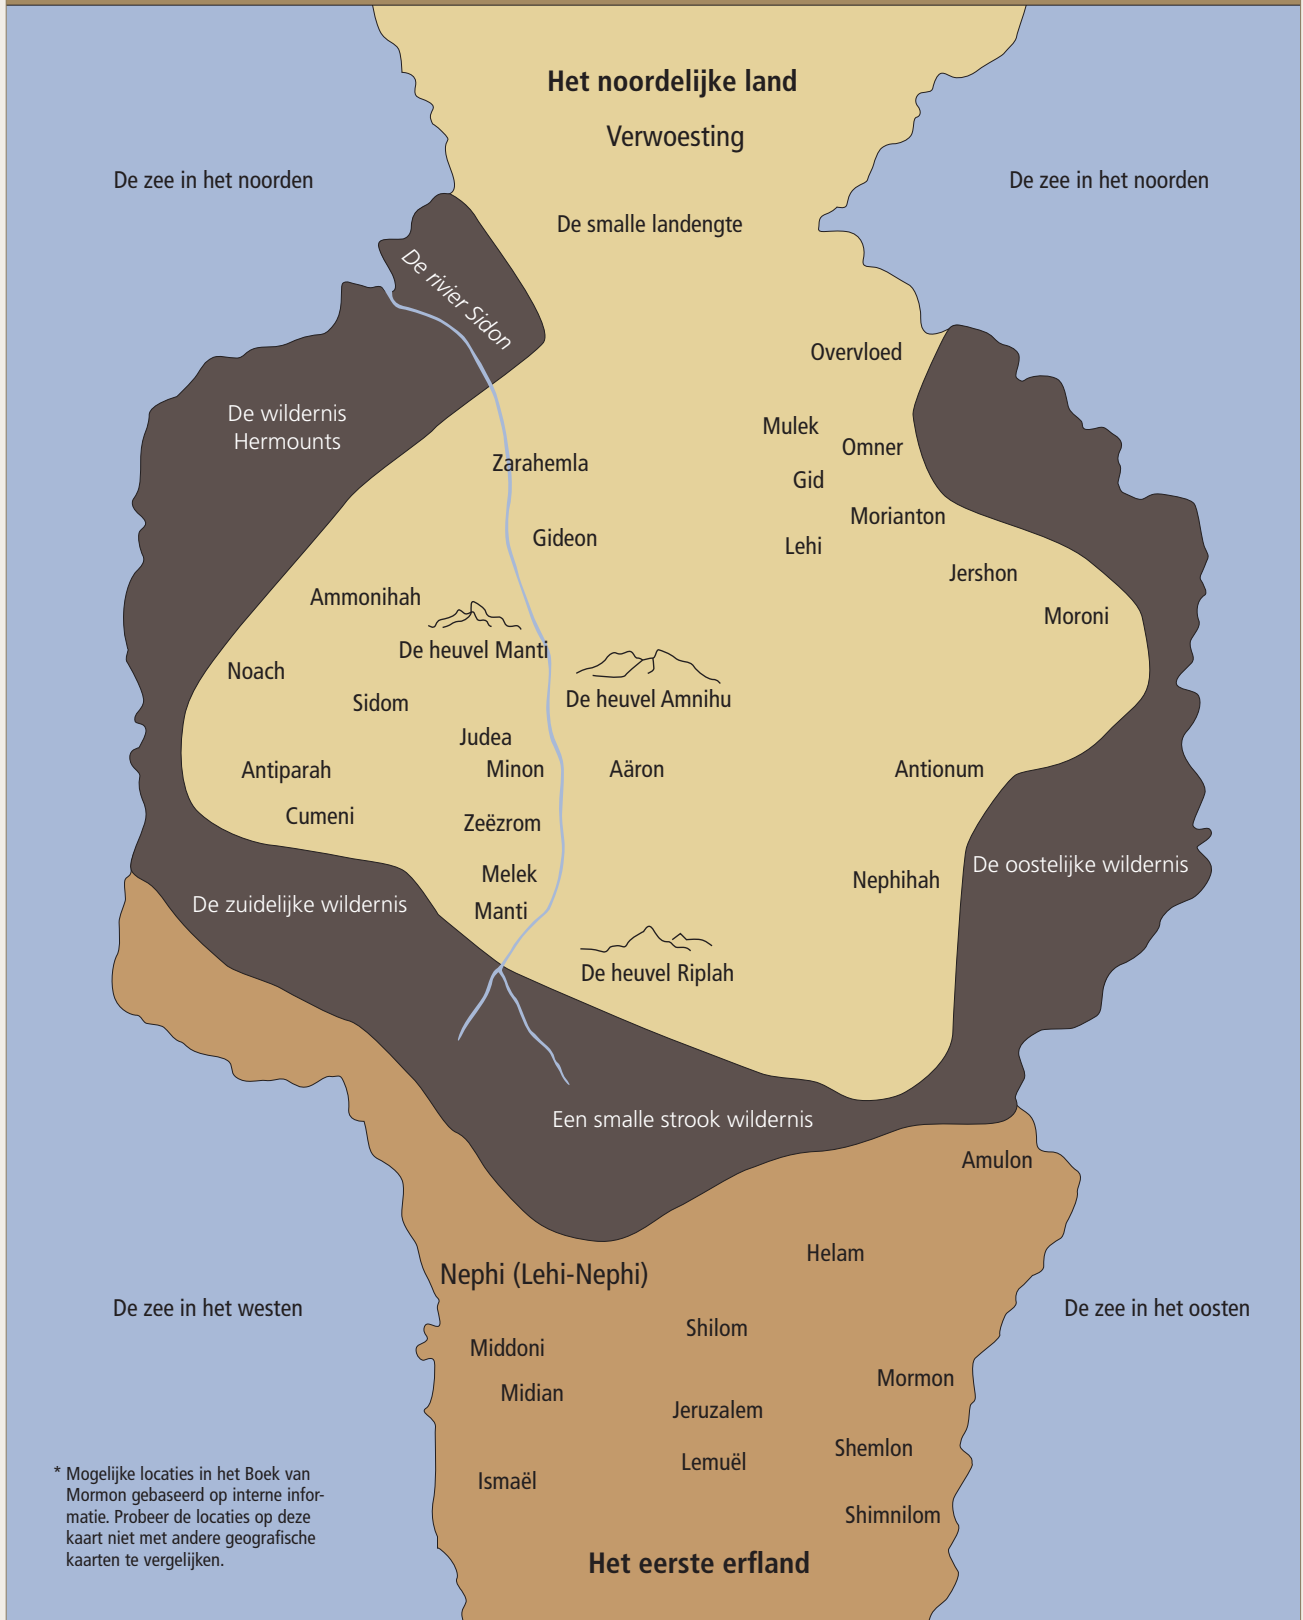 Het noordelijke land
Verwoesting
De zee in het noorden
De zee in het noorden
De smalle landengte
De rivier Sidon
Overvloed
De wildernis
Hermounts
Mulek
Omner
Zarahemla
Gid
Morianton
Gideon
Lehi
Jershon
Ammonihah
Moroni
De heuvel Manti
Noach
De heuvel Amnihu
Sidom
Judea
Antiparah
Minon
Aäron
Antionum
Cumeni
Zeëzrom
De oostelijke wildernis
Melek
Nephihah
De zuidelijke wildernis
Manti
De heuvel Riplah
Een smalle strook wildernis
Amulon
Helam
Nephi (Lehi-Nephi)
De zee in het westen
De zee in het oosten
Shilom
Middoni
Mormon
Midian
Jeruzalem
Shemlon
Lemuël
Ismaël
Shimnilom
* Mogelijke locaties in het Boek van
Mormon gebaseerd op interne infor-
matie. Probeer de locaties op deze
kaart niet met andere geografische
kaarten te vergelijken.
Het eerste erfland